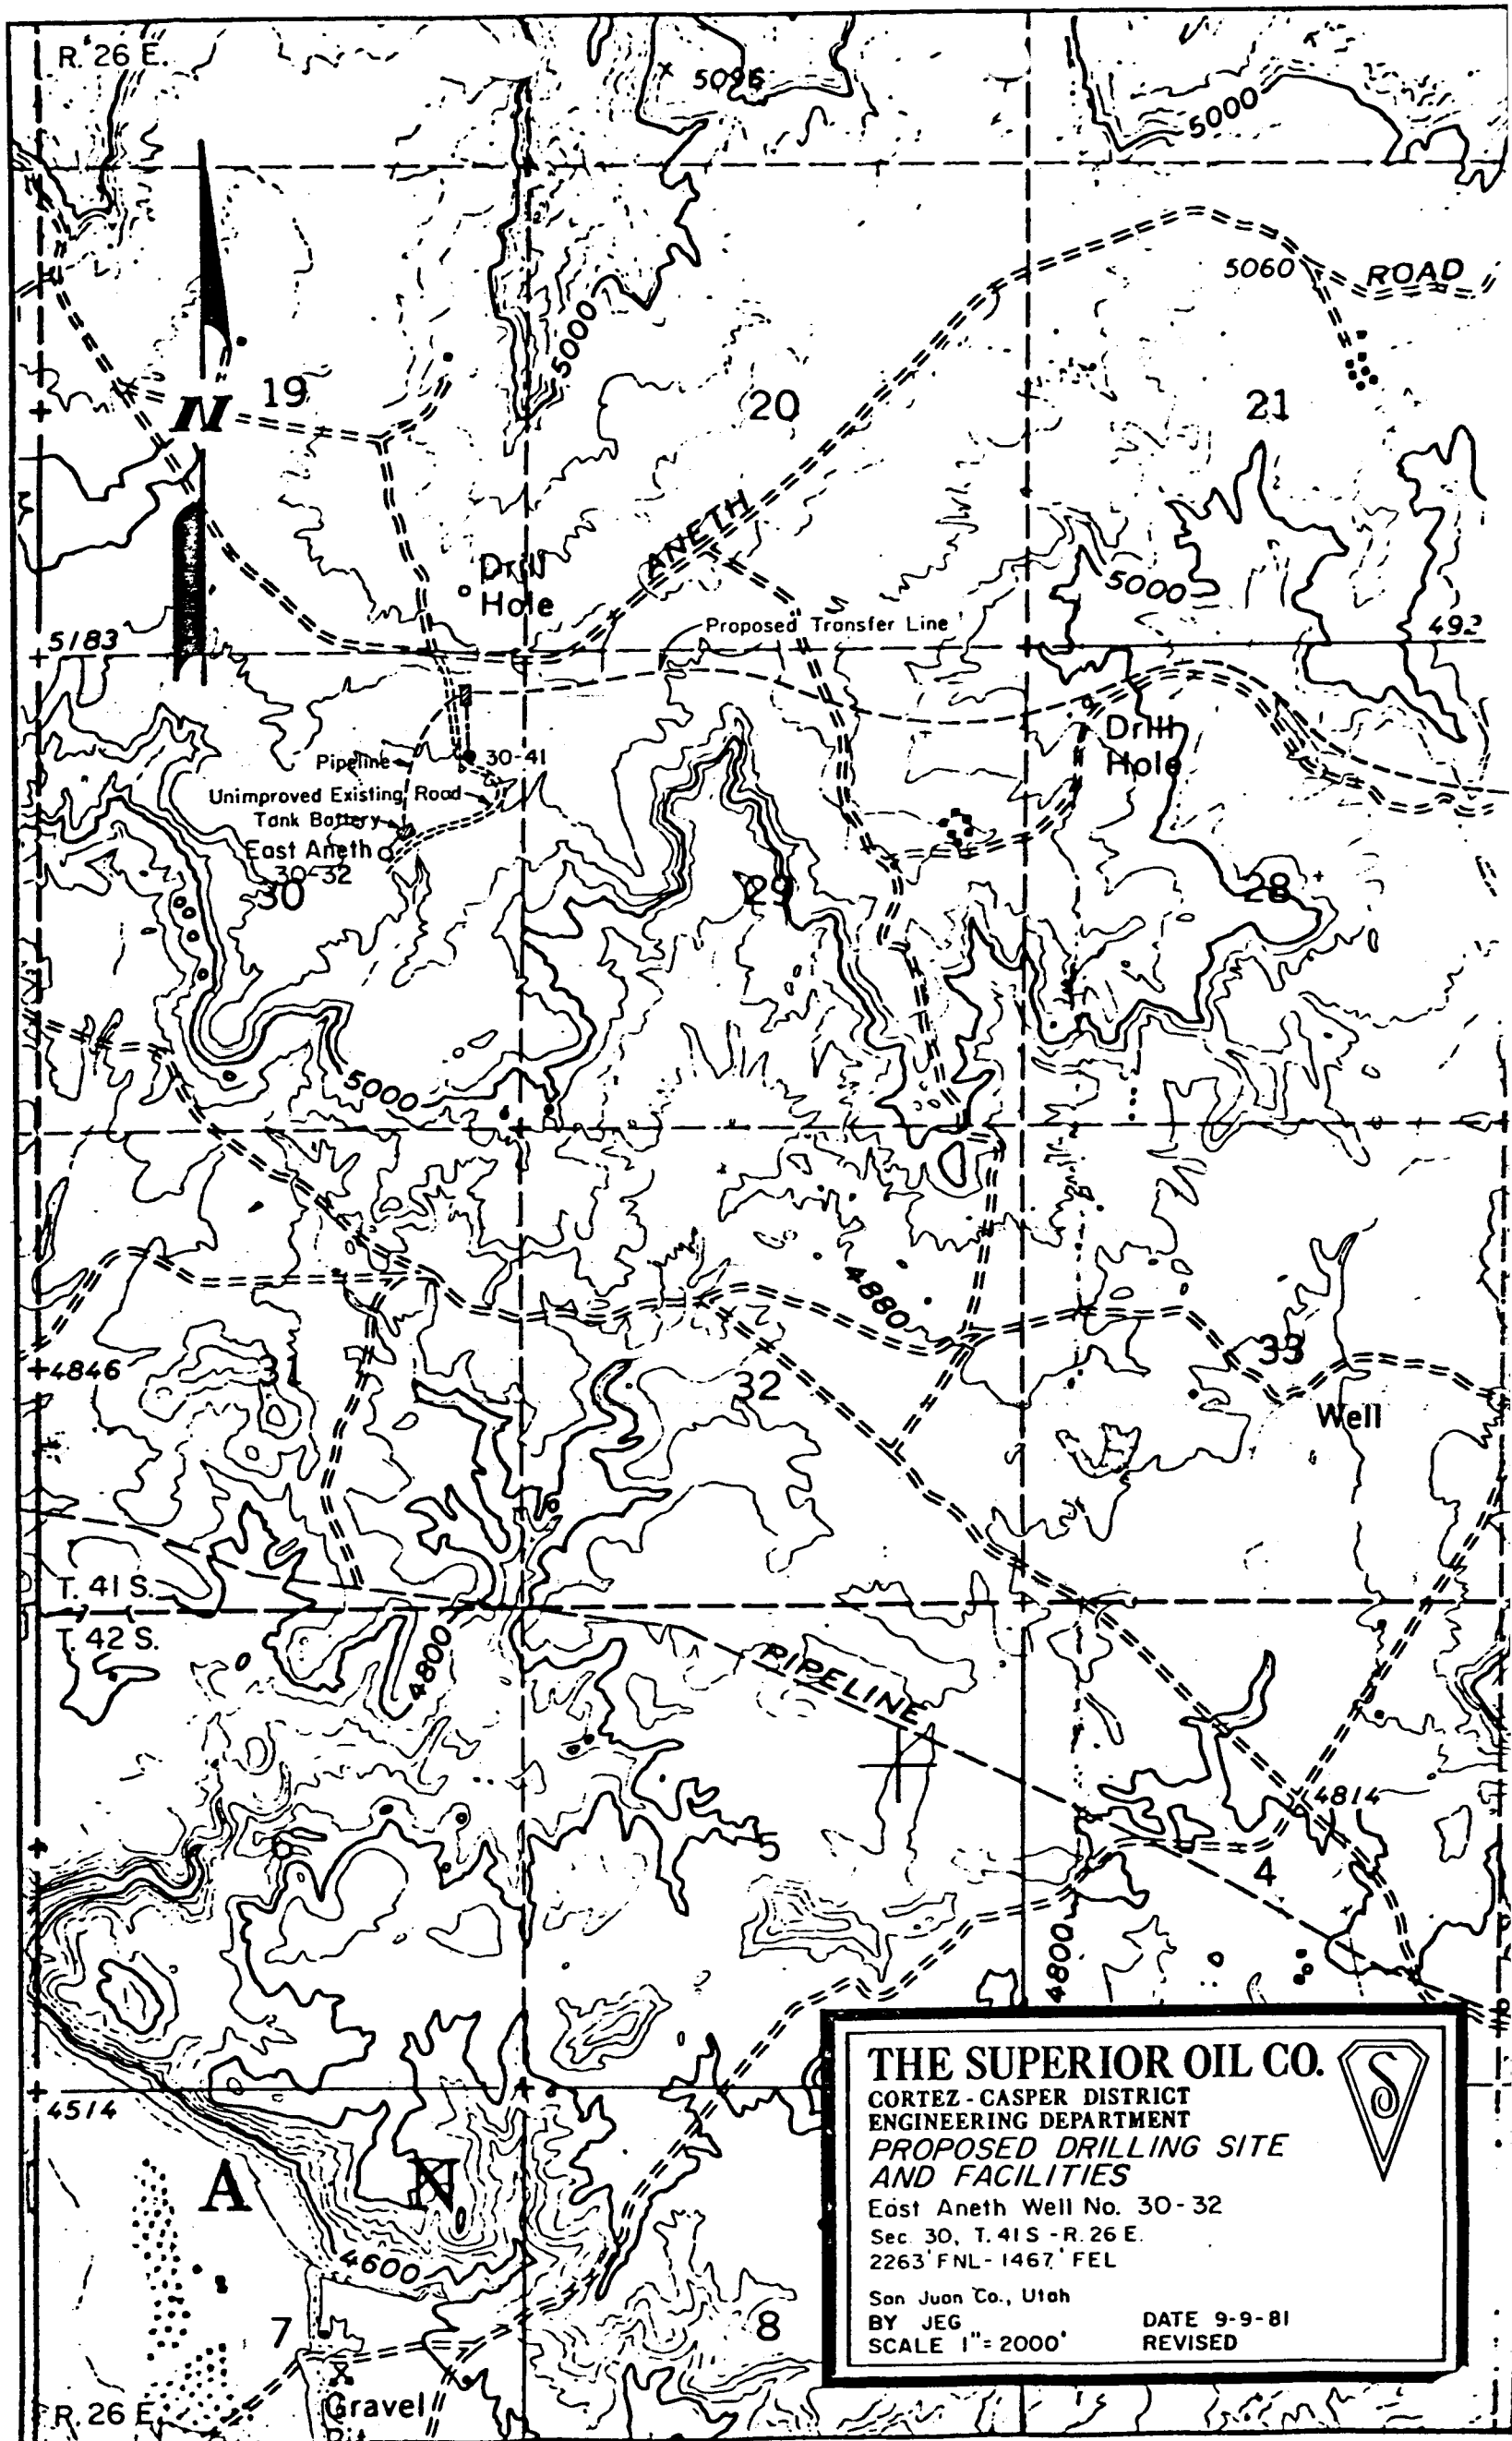 R. 26 E.
5096
5000
5060
ROAD
N
19
20
21
5000
ANETH
Drill
Hole
5000
5183
Proposed Transfer Line
492
Drill
Hole
Pipeline
30-41
Unimproved Existing Road
Tank Battery
East Aneth
30-32
30
29
28
5000
4880
4846
31
32
33
Well
T. 41 S.
T. 42 S.
4800
PIPELINE
4814
5
4
4800
4514
A N
4600
7
8
R. 26 E.
Gravel
Pit
THE SUPERIOR OIL CO.
S
CORTEZ - CASPER DISTRICT
ENGINEERING DEPARTMENT
PROPOSED DRILLING SITE
AND FACILITIES
East Aneth Well No. 30-32
Sec. 30, T. 41 S - R. 26 E.
2263' FNL - 1467' FEL
San Juan Co., Utah
BY JEG DATE 9-9-81
SCALE 1" = 2000' REVISED